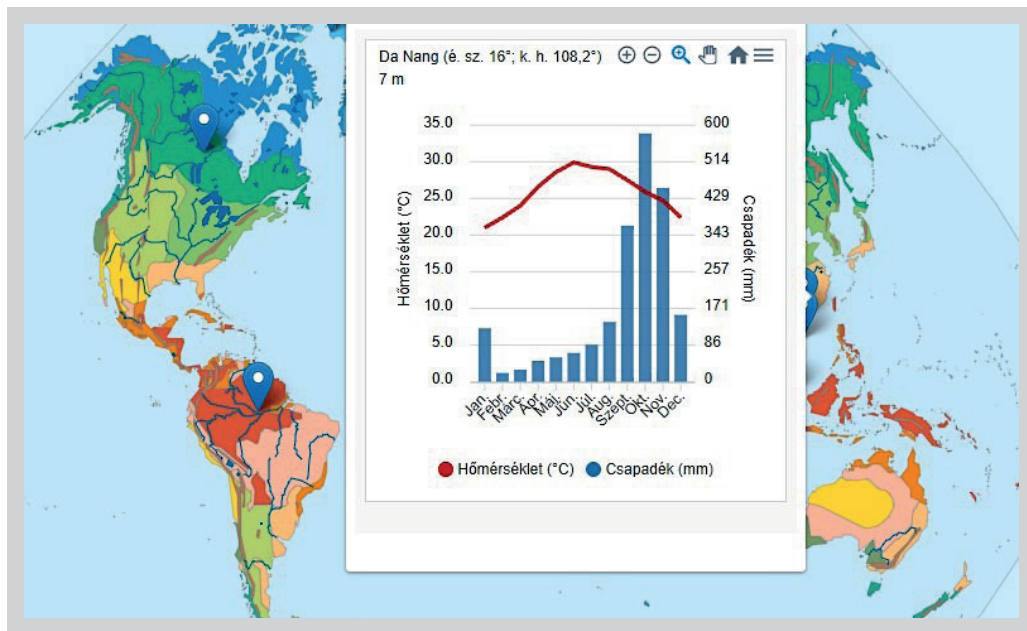 Da Nang (é. sz. 16°; k. h. 108,2°)
7 m
35.0
30.0
25.0
20.0
15.0
10.0
5.0
0.0
Hőmérséklet (°C)
600
514
429
343
257
171
86
0
Csapadék (mm)
Jan.
Febr.
Márc.
Ápr.
Máj.
Jún.
Júl.
Aug.
Szept.
Okt.
Nov.
Dec.
Hőmérséklet (°C) Csapadék (mm)